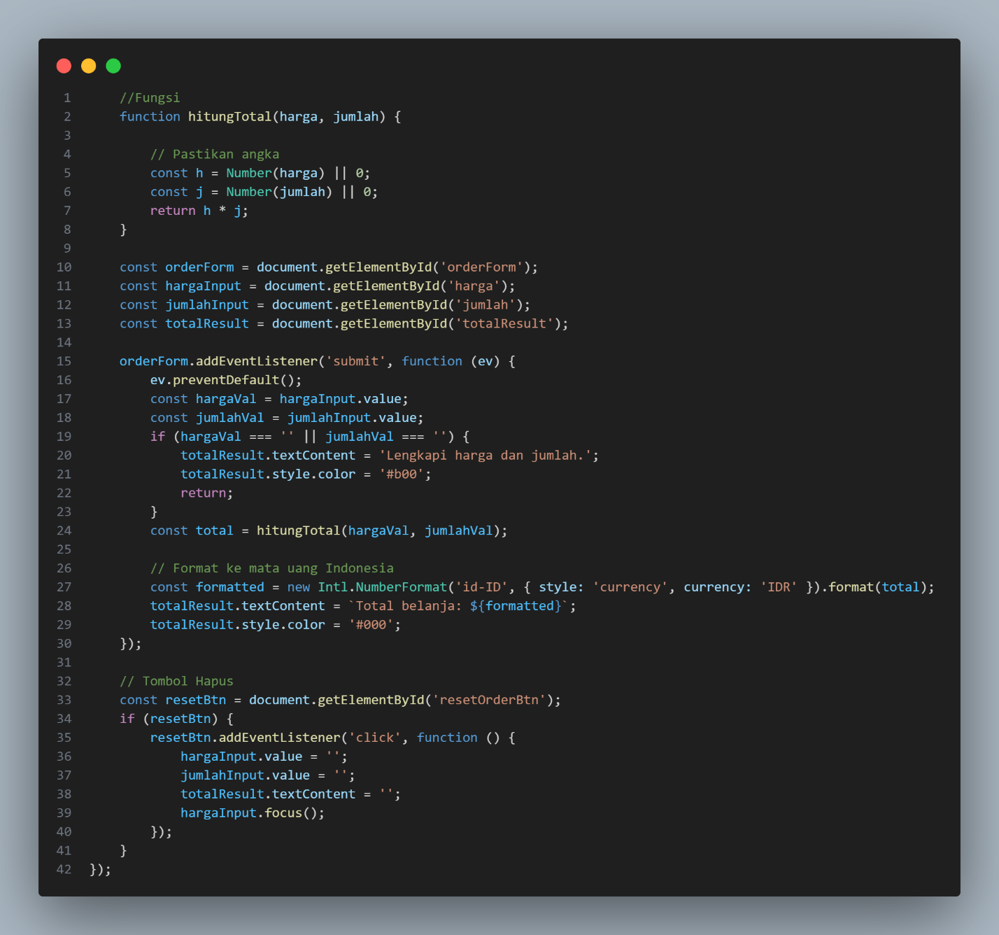 1 //Fungsi
2 function hitungTotal(harga, jumlah) {
3
4 // Pastikan angka
5 const h = Number(harga) || 0;
6 const j = Number(jumlah) || 0;
7 return h * j;
8 }
9
10 const orderForm = document.getElementById('orderForm');
11 const hargaInput = document.getElementById('harga');
12 const jumlahInput = document.getElementById('jumlah');
13 const totalResult = document.getElementById('totalResult');
14
15 orderForm.addEventListener('submit', function (ev) {
16 ev.preventDefault();
17 const hargaVal = hargaInput.value;
18 const jumlahVal = jumlahInput.value;
19 if (hargaVal === '' || jumlahVal === '') {
20 totalResult.textContent = 'Lengkapi harga dan jumlah.';
21 totalResult.style.color = '#b00';
22 return;
23 }
24 const total = hitungTotal(hargaVal, jumlahVal);
25
26 // Format ke mata uang Indonesia
27 const formatted = new Intl.NumberFormat('id-ID', { style: 'currency', currency: 'IDR' }).format(total);
28 totalResult.textContent = `Total belanja: ${formatted}`;
29 totalResult.style.color = '#000';
30 });
31
32 // Tombol Hapus
33 const resetBtn = document.getElementById('resetOrderBtn');
34 if (resetBtn) {
35 resetBtn.addEventListener('click', function () {
36 hargaInput.value = '';
37 jumlahInput.value = '';
38 totalResult.textContent = '';
39 hargaInput.focus();
40 });
41 }
42 });